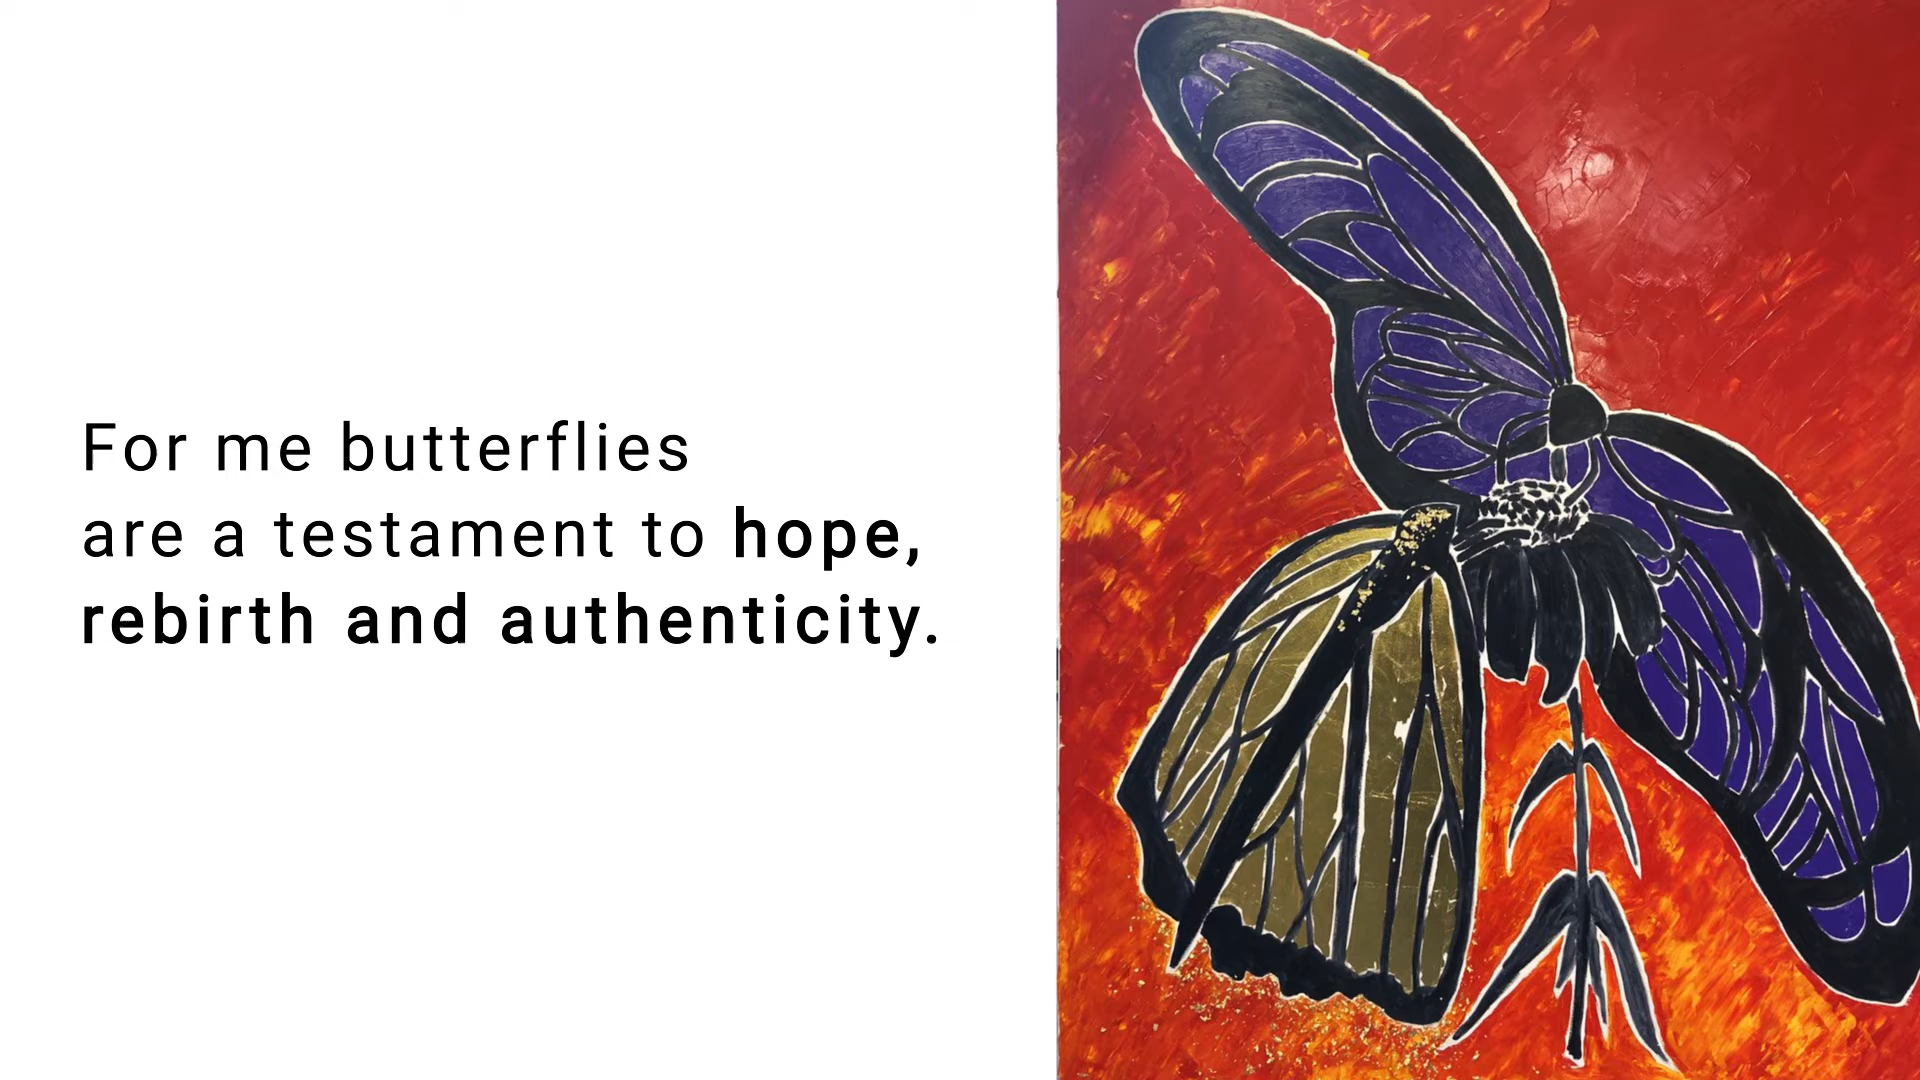 For me butterflies
are a testament to hope,
rebirth and authenticity.